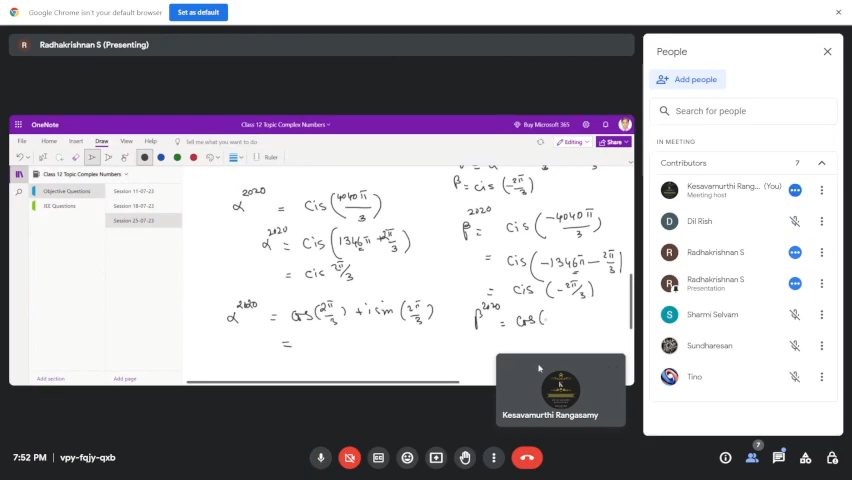 Google Chrome isn't your default browser Set as default
R Radhakrishnan S (Presenting)
OneNote Class 12 Topic Complex Numbers Buy Microsoft 365
File Home Insert Draw View Help Tell me what you want to do Editing Share
Ruler
Class 12 Topic Complex Numbers
Objective Questions Session 11-07-23
JEE Questions Session 18-07-23
Session 25-07-23
Add section Add page
α^2020 = cis(4040π/3)
α^2020 = cis(1346π + 2π/3)
= cis 2π/3
α^2020 = cos(2π/3) + i sin(2π/3)
=
β = cis(-2π/3)
β^2020 = cis(-4040π/3)
= cis(-1346π - 2π/3)
= cis(-2π/3)
β^2020 = cos(
K
Kesavamurthi Rangasamy
People
Add people
Search for people
IN MEETING
Contributors 7
Kesavamurthi Rang... (You)
Meeting host
D Dil Rish
R Radhakrishnan S
R Radhakrishnan S
Presentation
Sharmi Selvam
Sundharesan
Tino
7:52 PM vpy-fqjy-qxb
7